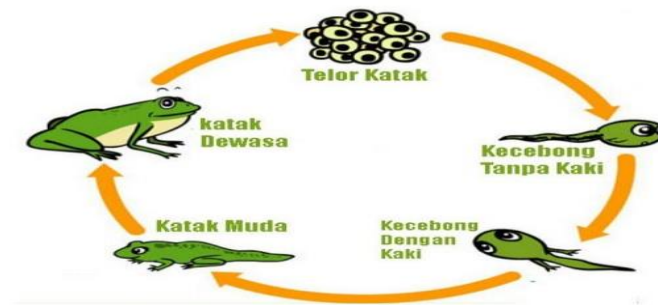 Telor Katak
Kecebong
Tanpa Kaki
Kecebong
Dengan
Kaki
Katak Muda
katak
Dewasa